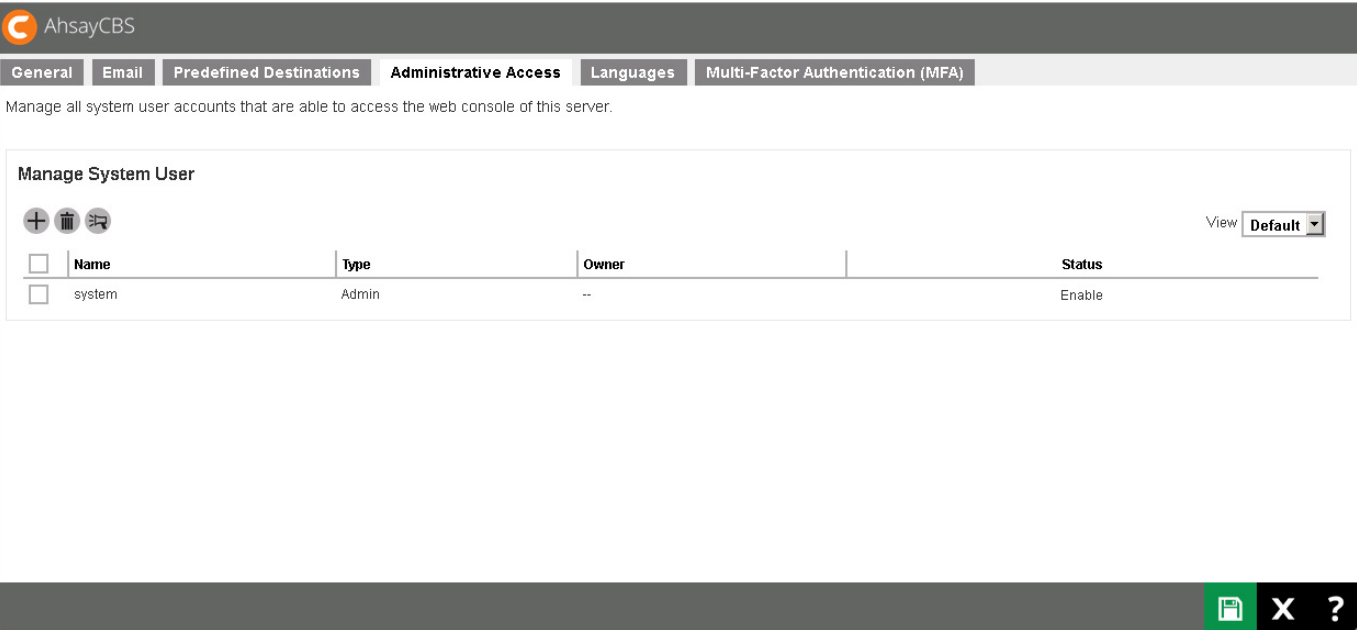 AhsayCBS
General Email Predefined Destinations Administrative Access Languages Multi-Factor Authentication (MFA)
Manage all system user accounts that are able to access the web console of this server.
Manage System User
View Default
Name Type Owner Status
system Admin -- Enable
X ?